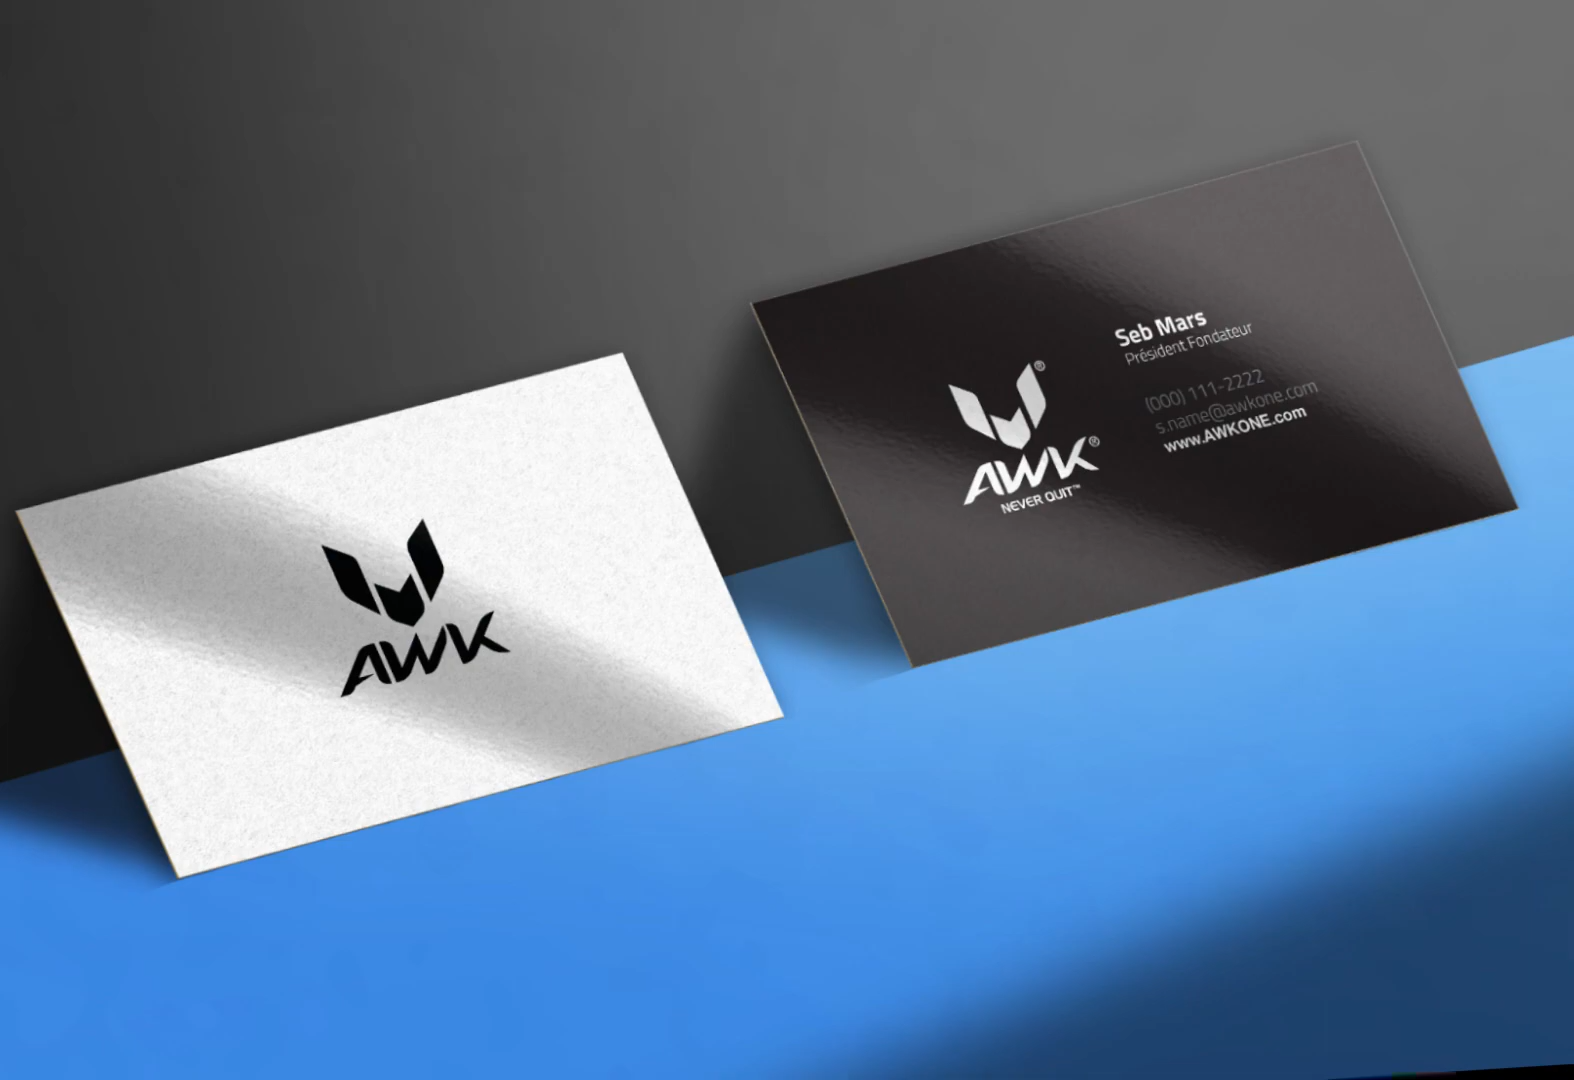 AWK
®
AWK®
NEVER QUIT™
Seb Mars
Président Fondateur
(000) 111-2222
s.name@awkone.com
www.AWKONE.com